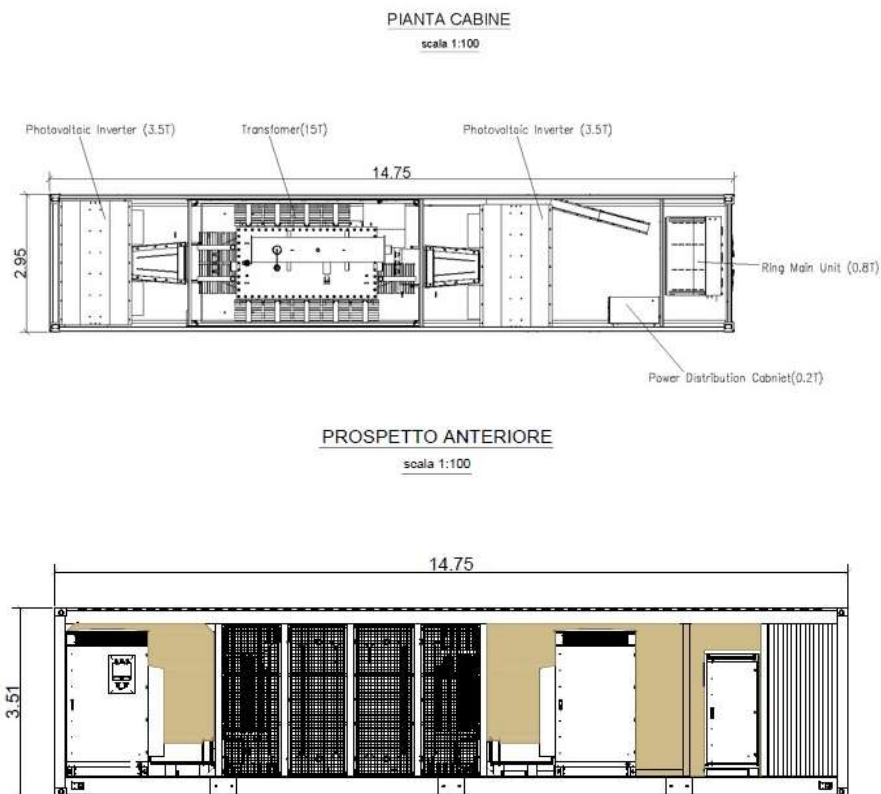 PIANTA CABINE
scala 1:100
Photovoltaic Inverter (3.5T)
Transfomer(15T)
Photovoltaic Inverter (3.5T)
14.75
2.95
Ring Main Unit (0.8T)
Power Distribution Cabniet(0.2T)
PROSPETTO ANTERIORE
scala 1:100
14.75
3.51